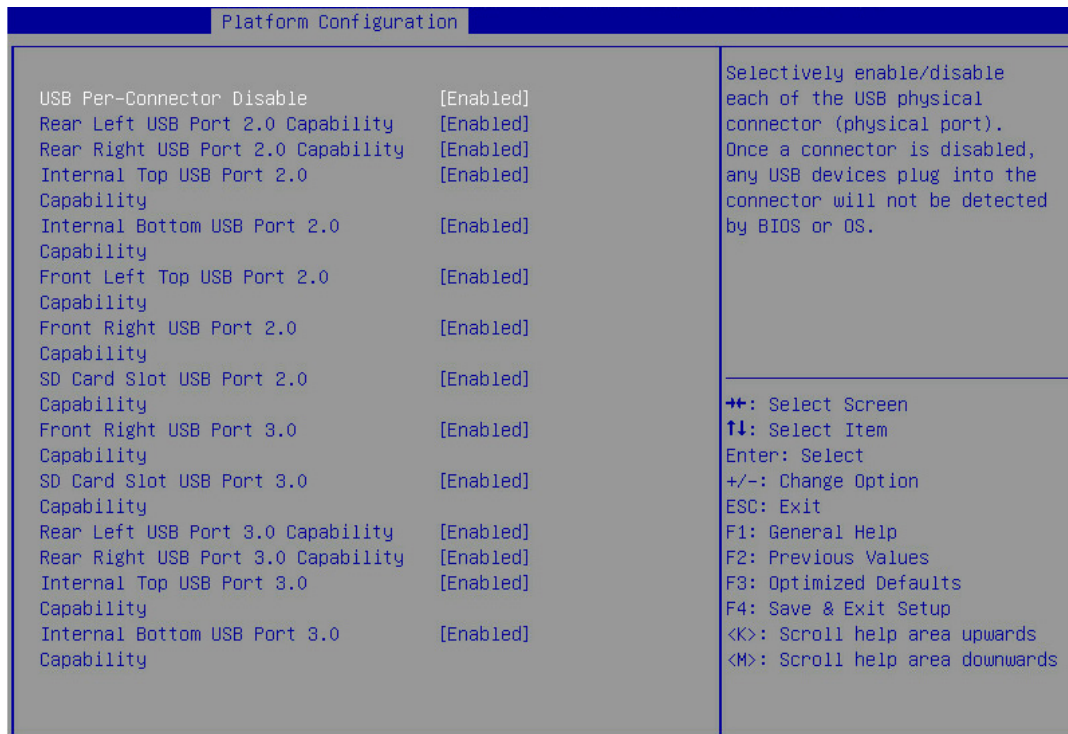 Platform Configuration
USB Per-Connector Disable [Enabled]
Rear Left USB Port 2.0 Capability [Enabled]
Rear Right USB Port 2.0 Capability [Enabled]
Internal Top USB Port 2.0 [Enabled]
Capability
Internal Bottom USB Port 2.0 [Enabled]
Capability
Front Left Top USB Port 2.0 [Enabled]
Capability
Front Right USB Port 2.0 [Enabled]
Capability
SD Card Slot USB Port 2.0 [Enabled]
Capability
Front Right USB Port 3.0 [Enabled]
Capability
SD Card Slot USB Port 3.0 [Enabled]
Capability
Rear Left USB Port 3.0 Capability [Enabled]
Rear Right USB Port 3.0 Capability [Enabled]
Internal Top USB Port 3.0 [Enabled]
Capability
Internal Bottom USB Port 3.0 [Enabled]
Capability
Selectively enable/disable
each of the USB physical
connector (physical port).
Once a connector is disabled,
any USB devices plug into the
connector will not be detected
by BIOS or OS.
→←: Select Screen
↑↓: Select Item
Enter: Select
+/-: Change Option
ESC: Exit
F1: General Help
F2: Previous Values
F3: Optimized Defaults
F4: Save & Exit Setup
<K>: Scroll help area upwards
<M>: Scroll help area downwards